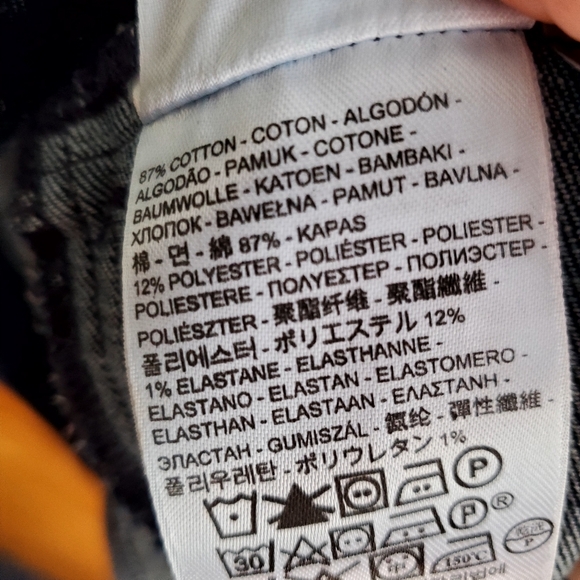 87% COTTON - COTON - ALGODÓN -
ALGODÃO - PAMUK - COTONE -
BAUMWOLLE - KATOEN - BAMBAKI -
ХЛОПОК - BAWEŁNA - PAMUT - BAVLNA -
棉 - 면 - 綿 87% - KAPAS
12% POLYESTER - POLIÉSTER - POLIESTER -
POLIESTERE - ΠΟΛΥΕΣΤΕΡ - ПОЛИЭСТЕР -
POLIÉSZTER - 聚酯纤维 - 聚酯纖維 -
폴리에스터 - ポリエステル 12%
1% ELASTANE - ELASTHANNE -
ELASTANO - ELASTAN - ELASTOMERO -
ELASTHAN - ELASTAAN - ΕΛΑΣΤΑΝΗ -
ЭЛАСТАН - GUMISZÁL - 氨纶 - 彈性纖維 -
폴리우레탄 - ポリウレタン 1%
P
P ®
30
150℃ P